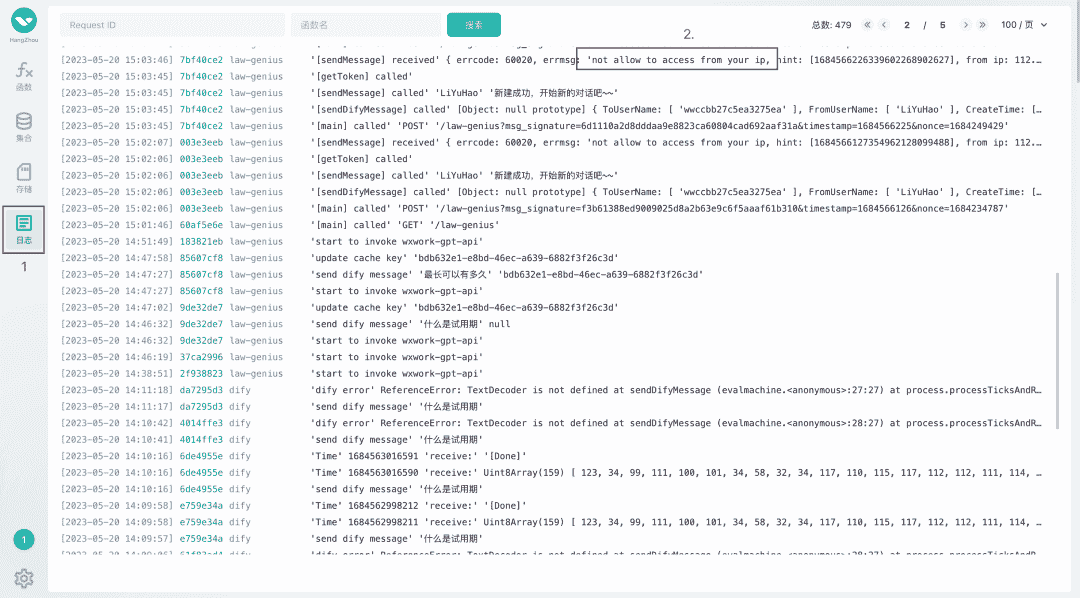 Request ID
函数名
搜索
总数: 479 « < 2 / 5 > » 100 / 页
HangZhou
函数
集合
存储
日志
1
1
2.
[2023-05-20 15:03:46] 7bf40ce2 law-genius '[sendMessage] received' { errcode: 60020, errmsg: 'not allow to access from your ip, hint: [1684566226339602268902627], from ip: 112...
[2023-05-20 15:03:45] 7bf40ce2 law-genius '[getToken] called'
[2023-05-20 15:03:45] 7bf40ce2 law-genius '[sendMessage] called' 'LiYuHao' '新建成功，开始新的对话吧~~'
[2023-05-20 15:03:45] 7bf40ce2 law-genius '[sendDifyMessage] called' [Object: null prototype] { ToUserName: [ 'wwccbb27c5ea3275ea' ], FromUserName: [ 'LiYuHao' ], CreateTime: [...
[2023-05-20 15:03:45] 7bf40ce2 law-genius '[main] called' 'POST' '/law-genius?msg_signature=6d1110a2d8dddaa9e8823ca60804cad692aaf31a&timestamp=1684566225&nonce=1684249429'
[2023-05-20 15:02:07] 003e3eeb law-genius '[sendMessage] received' { errcode: 60020, errmsg: 'not allow to access from your ip, hint: [1684566127354962128099488], from ip: 112...
[2023-05-20 15:02:06] 003e3eeb law-genius '[getToken] called'
[2023-05-20 15:02:06] 003e3eeb law-genius '[sendMessage] called' 'LiYuHao' '新建成功，开始新的对话吧~~'
[2023-05-20 15:02:06] 003e3eeb law-genius '[sendDifyMessage] called' [Object: null prototype] { ToUserName: [ 'wwccbb27c5ea3275ea' ], FromUserName: [ 'LiYuHao' ], CreateTime: [...
[2023-05-20 15:02:06] 003e3eeb law-genius '[main] called' 'POST' '/law-genius?msg_signature=f3b61388ed9009025d8a2b63e9c6f5aaaf61b310&timestamp=1684566126&nonce=1684234787'
[2023-05-20 15:01:46] 60af5e6e law-genius '[main] called' 'GET' '/law-genius'
[2023-05-20 14:51:49] 183821eb law-genius 'start to invoke wxwork-gpt-api'
[2023-05-20 14:47:58] 85607cf8 law-genius 'update cache key' 'bdb632e1-e8bd-46ec-a639-6882f3f26c3d'
[2023-05-20 14:47:27] 85607cf8 law-genius 'send dify message' '最长可以有多久' 'bdb632e1-e8bd-46ec-a639-6882f3f26c3d'
[2023-05-20 14:47:27] 85607cf8 law-genius 'start to invoke wxwork-gpt-api'
[2023-05-20 14:47:02] 9de32de7 law-genius 'update cache key' 'bdb632e1-e8bd-46ec-a639-6882f3f26c3d'
[2023-05-20 14:46:32] 9de32de7 law-genius 'send dify message' '什么是试用期' null
[2023-05-20 14:46:32] 9de32de7 law-genius 'start to invoke wxwork-gpt-api'
[2023-05-20 14:46:19] 37ca2996 law-genius 'start to invoke wxwork-gpt-api'
[2023-05-20 14:38:51] 2f938823 law-genius 'start to invoke wxwork-gpt-api'
[2023-05-20 14:11:18] da7295d3 dify 'dify error' ReferenceError: TextDecoder is not defined at sendDifyMessage (evalmachine.<anonymous>:27:27) at process.processTicksAndR...
[2023-05-20 14:11:17] da7295d3 dify 'send dify message' '什么是试用期'
[2023-05-20 14:10:42] 4014ffe3 dify 'dify error' ReferenceError: TextDecoder is not defined at sendDifyMessage (evalmachine.<anonymous>:28:27) at process.processTicksAndR...
[2023-05-20 14:10:41] 4014ffe3 dify 'send dify message' '什么是试用期'
[2023-05-20 14:10:16] 6de4955e dify 'Time' 1684563016591 'receive:' '[Done]'
[2023-05-20 14:10:16] 6de4955e dify 'Time' 1684563016590 'receive:' Uint8Array(159) [ 123, 34, 99, 111, 100, 101, 34, 58, 32, 34, 117, 110, 115, 117, 112, 112, 111, 114, ...
[2023-05-20 14:10:16] 6de4955e dify 'send dify message' '什么是试用期'
[2023-05-20 14:09:58] e759e34a dify 'Time' 1684562998212 'receive:' '[Done]'
[2023-05-20 14:09:58] e759e34a dify 'Time' 1684562998211 'receive:' Uint8Array(159) [ 123, 34, 99, 111, 100, 101, 34, 58, 32, 34, 117, 110, 115, 117, 112, 112, 111, 114, ...
[2023-05-20 14:09:57] e759e34a dify 'send dify message' '什么是试用期'